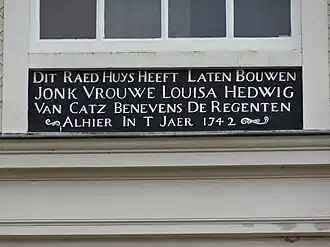 Dit Raed Huys Heeft Laten Bouwen
Jonk Vrouwe Louisa Hedwig
Van Catz Benevens De Regenten
Alhier In T Jaer 1742